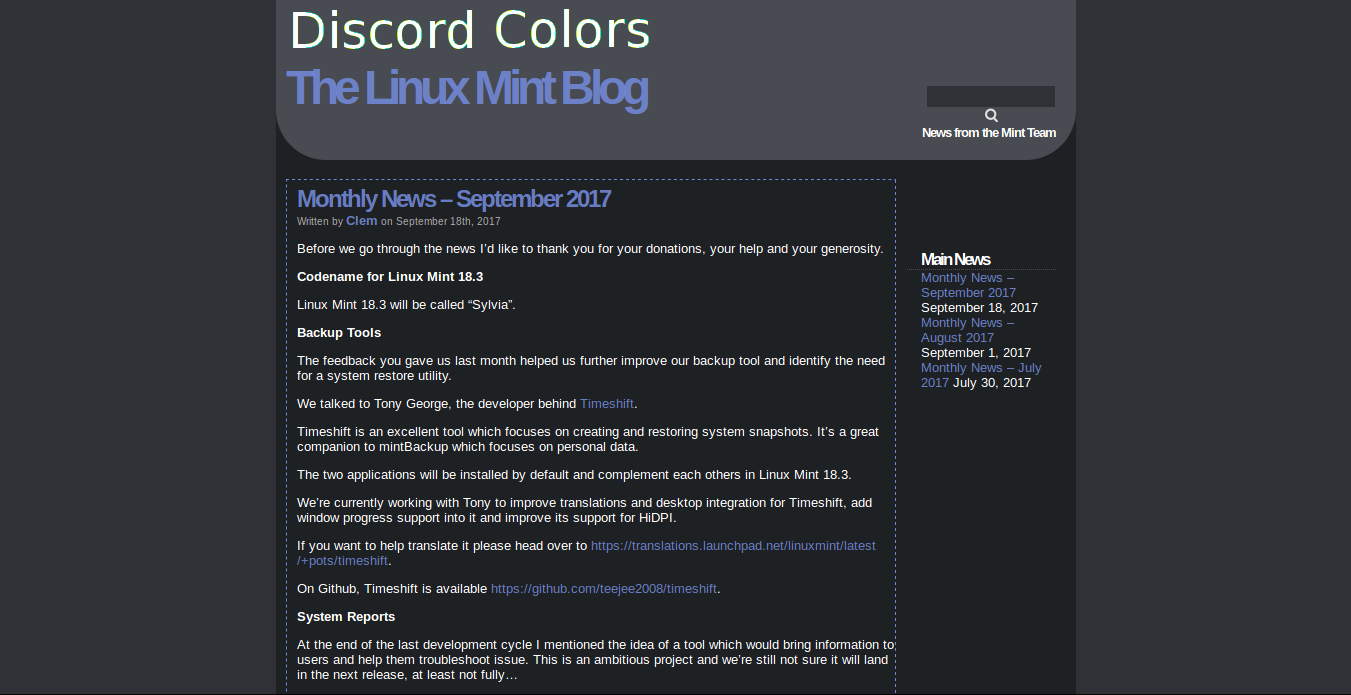 Discord Colors
The Linux Mint Blog
News from the Mint Team
Monthly News – September 2017
Written by Clem on September 18th, 2017
Before we go through the news I’d like to thank you for your donations, your help and your generosity.
Codename for Linux Mint 18.3
Linux Mint 18.3 will be called “Sylvia”.
Backup Tools
The feedback you gave us last month helped us further improve our backup tool and identify the need
for a system restore utility.
We talked to Tony George, the developer behind Timeshift.
Timeshift is an excellent tool which focuses on creating and restoring system snapshots. It’s a great
companion to mintBackup which focuses on personal data.
The two applications will be installed by default and complement each others in Linux Mint 18.3.
We’re currently working with Tony to improve translations and desktop integration for Timeshift, add
window progress support into it and improve its support for HiDPI.
If you want to help translate it please head over to https://translations.launchpad.net/linuxmint/latest
/+pots/timeshift.
On Github, Timeshift is available https://github.com/teejee2008/timeshift.
System Reports
At the end of the last development cycle I mentioned the idea of a tool which would bring information to
users and help them troubleshoot issue. This is an ambitious project and we’re still not sure it will land
in the next release, at least not fully…
Main News
Monthly News –
September 2017
September 18, 2017
Monthly News –
August 2017
September 1, 2017
Monthly News – July
2017 July 30, 2017